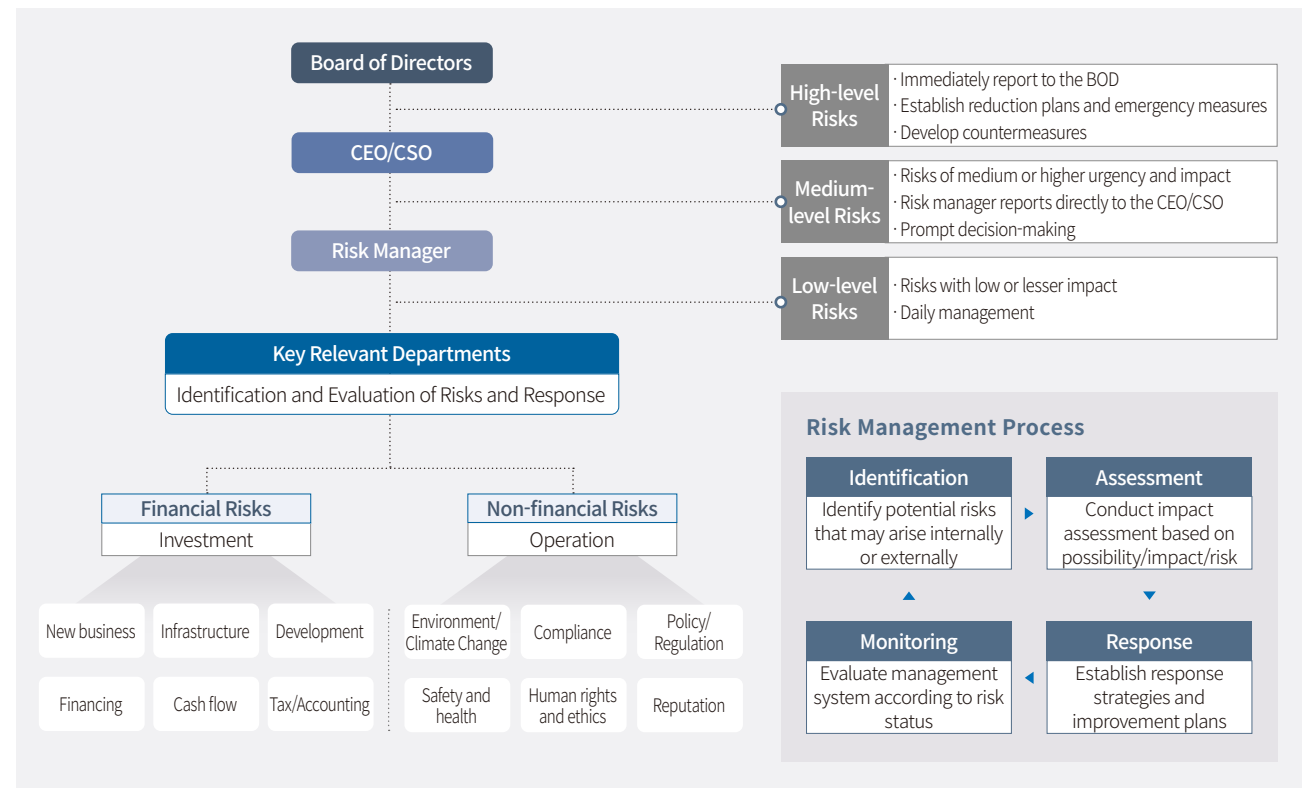 Board of Directors
CEO/CSO
Risk Manager
Key Relevant Departments
Identification and Evaluation of Risks and Response
High-level
Risks
· Immediately report to the BOD
· Establish reduction plans and emergency measures
· Develop countermeasures
Medium-
level Risks
· Risks of medium or higher urgency and impact
· Risk manager reports directly to the CEO/CSO
· Prompt decision-making
Low-level
Risks
· Risks with low or lesser impact
· Daily management
Financial Risks
Investment
New business
Infrastructure
Development
Financing
Cash flow
Tax/Accounting
Non-financial Risks
Operation
Environment/
Climate Change
Compliance
Policy/
Regulation
Safety and
health
Human rights
and ethics
Reputation
Risk Management Process
Identification
Identify potential risks
that may arise internally
or externally
Assessment
Conduct impact
assessment based on
possibility/impact/risk
Monitoring
Evaluate management
system according to risk
status
Response
Establish response
strategies and
improvement plans